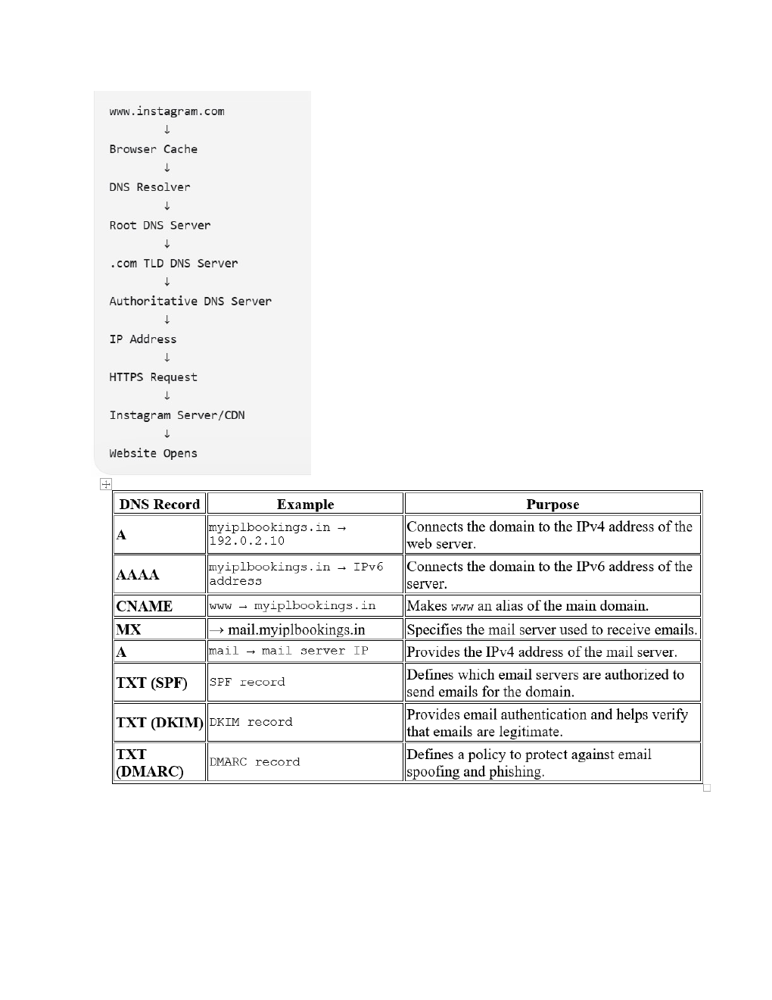 www.instagram.com
↓
Browser Cache
↓
DNS Resolver
↓
Root DNS Server
↓
.com TLD DNS Server
↓
Authoritative DNS Server
↓
IP Address
↓
HTTPS Request
↓
Instagram Server/CDN
↓
Website Opens
DNS Record Example Purpose
A myiplbookings.in → 192.0.2.10 Connects the domain to the IPv4 address of the web server.
AAAA myiplbookings.in → IPv6 address Connects the domain to the IPv6 address of the server.
CNAME www → myiplbookings.in Makes www an alias of the main domain.
MX → mail.myiplbookings.in Specifies the mail server used to receive emails.
A mail → mail server IP Provides the IPv4 address of the mail server.
TXT (SPF) SPF record Defines which email servers are authorized to send emails for the domain.
TXT (DKIM) DKIM record Provides email authentication and helps verify that emails are legitimate.
TXT (DMARC) DMARC record Defines a policy to protect against email spoofing and phishing.